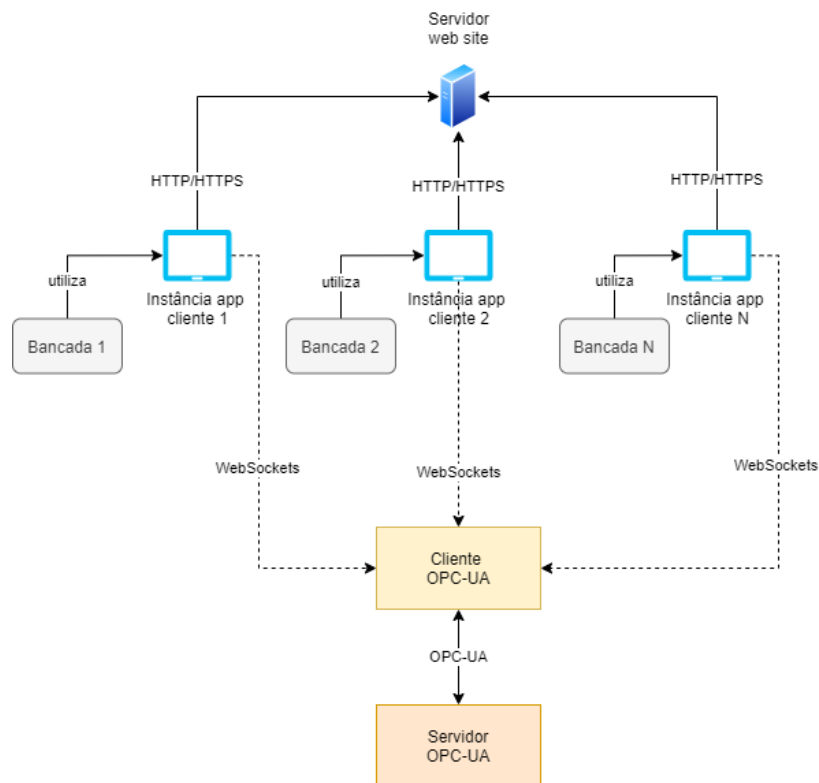 Servidor
web site
HTTP/HTTPS
HTTP/HTTPS
HTTP/HTTPS
utiliza
utiliza
utiliza
Instância app
cliente 1
Instância app
cliente 2
Instância app
cliente N
Bancada 1
Bancada 2
Bancada N
WebSockets
WebSockets
WebSockets
Cliente
OPC-UA
OPC-UA
Servidor
OPC-UA